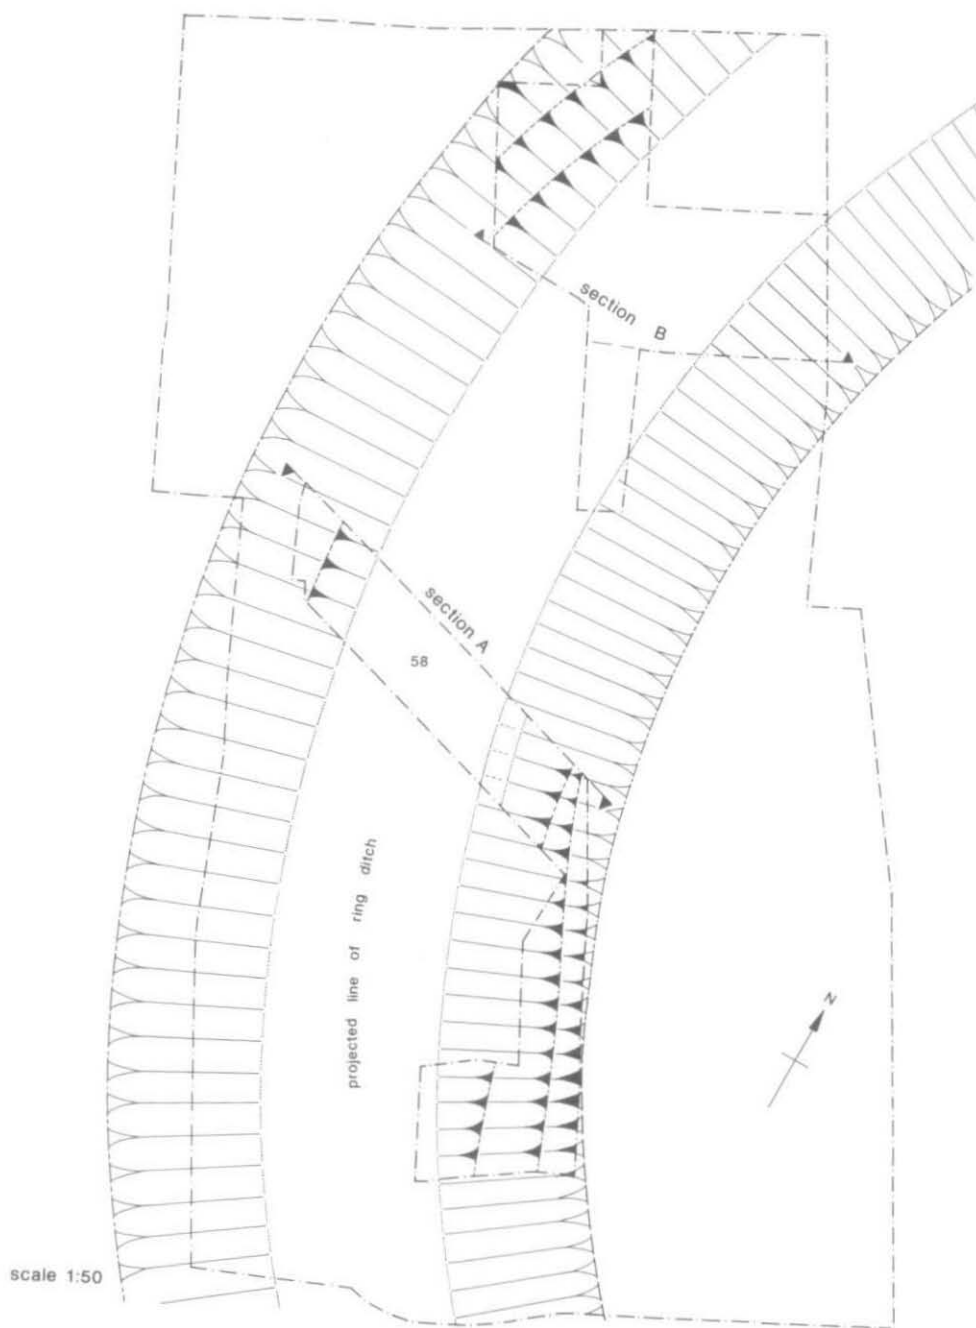 section B
section A
58
projected line of ring ditch
N
scale 1:50